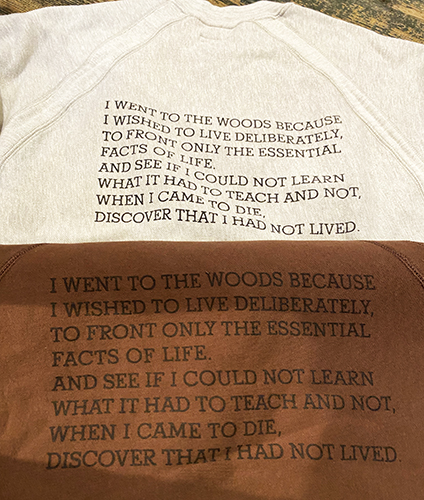 I WENT TO THE WOODS BECAUSE
I WISHED TO LIVE DELIBERATELY,
TO FRONT ONLY THE ESSENTIAL
FACTS OF LIFE.
AND SEE IF I COULD NOT LEARN
WHAT IT HAD TO TEACH AND NOT,
WHEN I CAME TO DIE,
DISCOVER THAT I HAD NOT LIVED.
I WENT TO THE WOODS BECAUSE
I WISHED TO LIVE DELIBERATELY,
TO FRONT ONLY THE ESSENTIAL
FACTS OF LIFE.
AND SEE IF I COULD NOT LEARN
WHAT IT HAD TO TEACH AND NOT,
WHEN I CAME TO DIE,
DISCOVER THAT I HAD NOT LIVED.